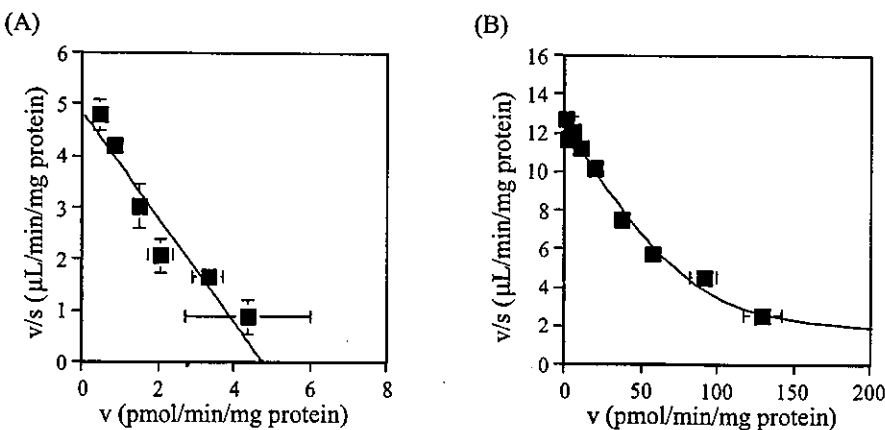 (A)
6
5
4
3
2
1
0
0 2 4 6 8
v/s (μL/min/mg protein)
v (pmol/min/mg protein)
(B)
16
14
12
10
8
6
4
2
0
0 50 100 150 200
v/s (μL/min/mg protein)
v (pmol/min/mg protein)